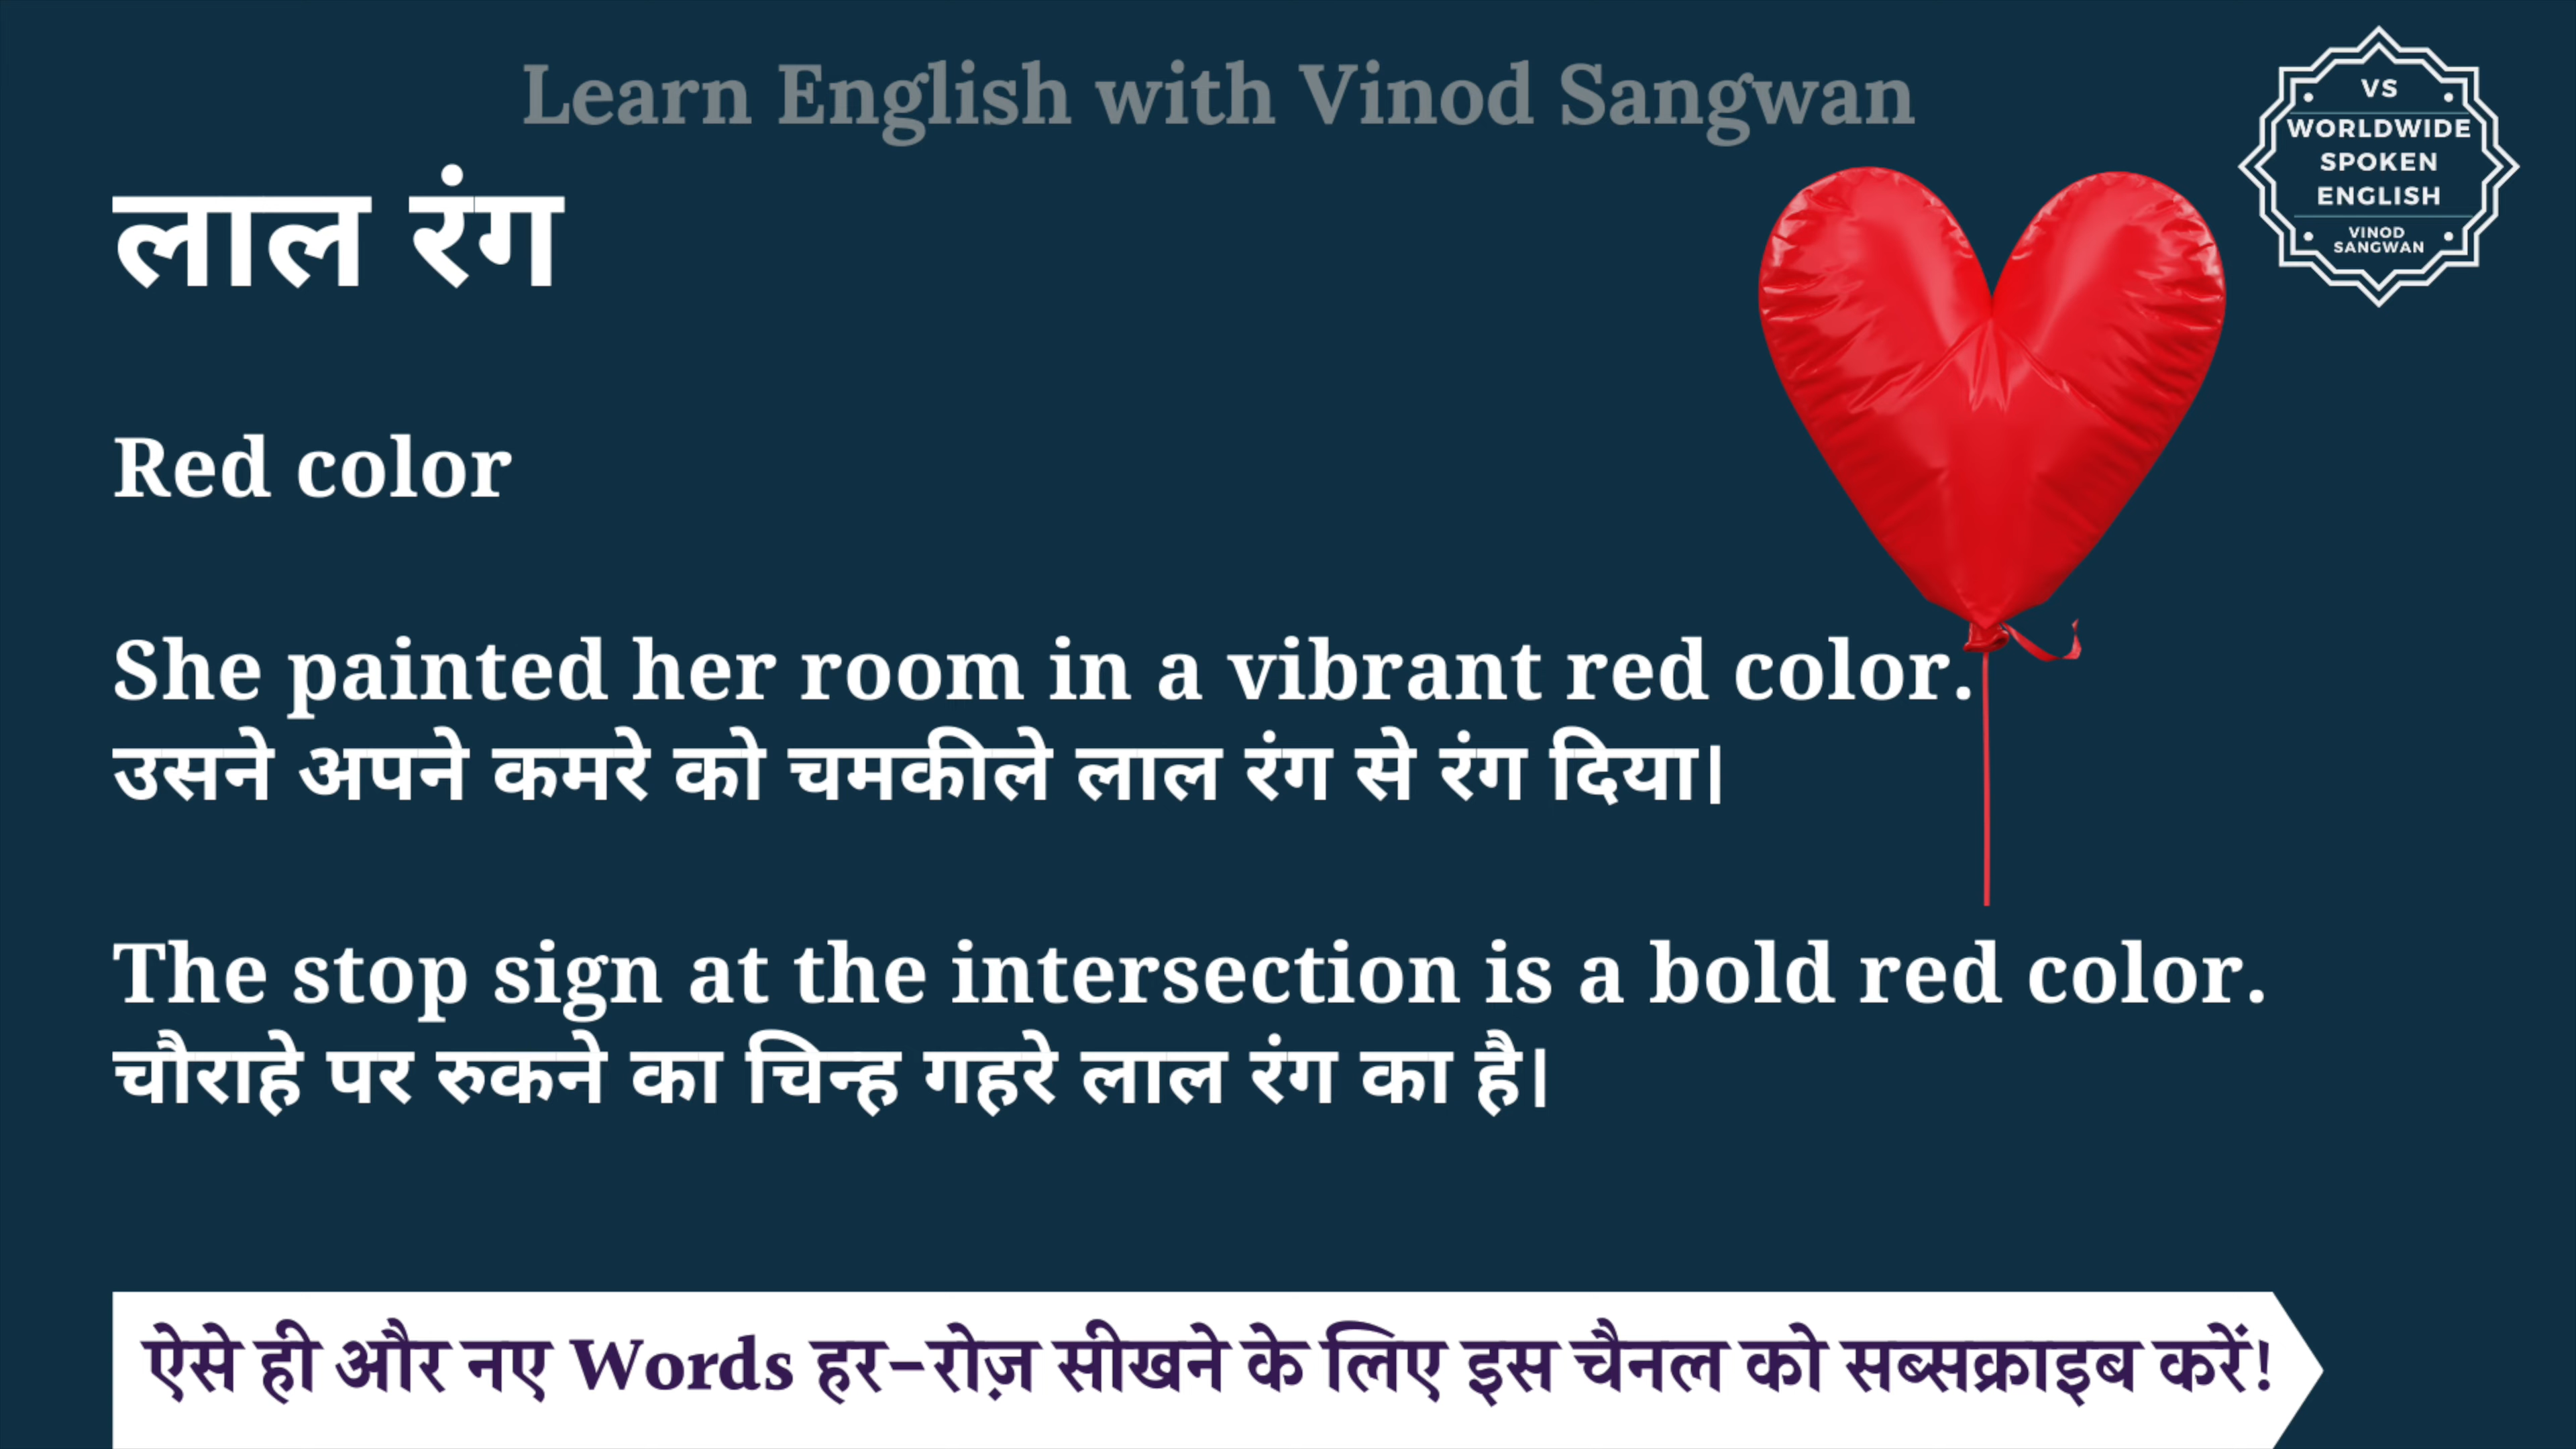 Learn English with Vinod Sangwan
VS
WORLDWIDE
SPOKEN
ENGLISH
VINOD
SANGWAN
लाल रंग
Red color
She painted her room in a vibrant red color.
उसने अपने कमरे को चमकीले लाल रंग से रंग दिया।
The stop sign at the intersection is a bold red color.
चौराहे पर रुकने का चिन्ह गहरे लाल रंग का है।
ऐसे ही और नए Words हर-रोज़ सीखने के लिए इस चैनल को सब्सक्राइब करें!